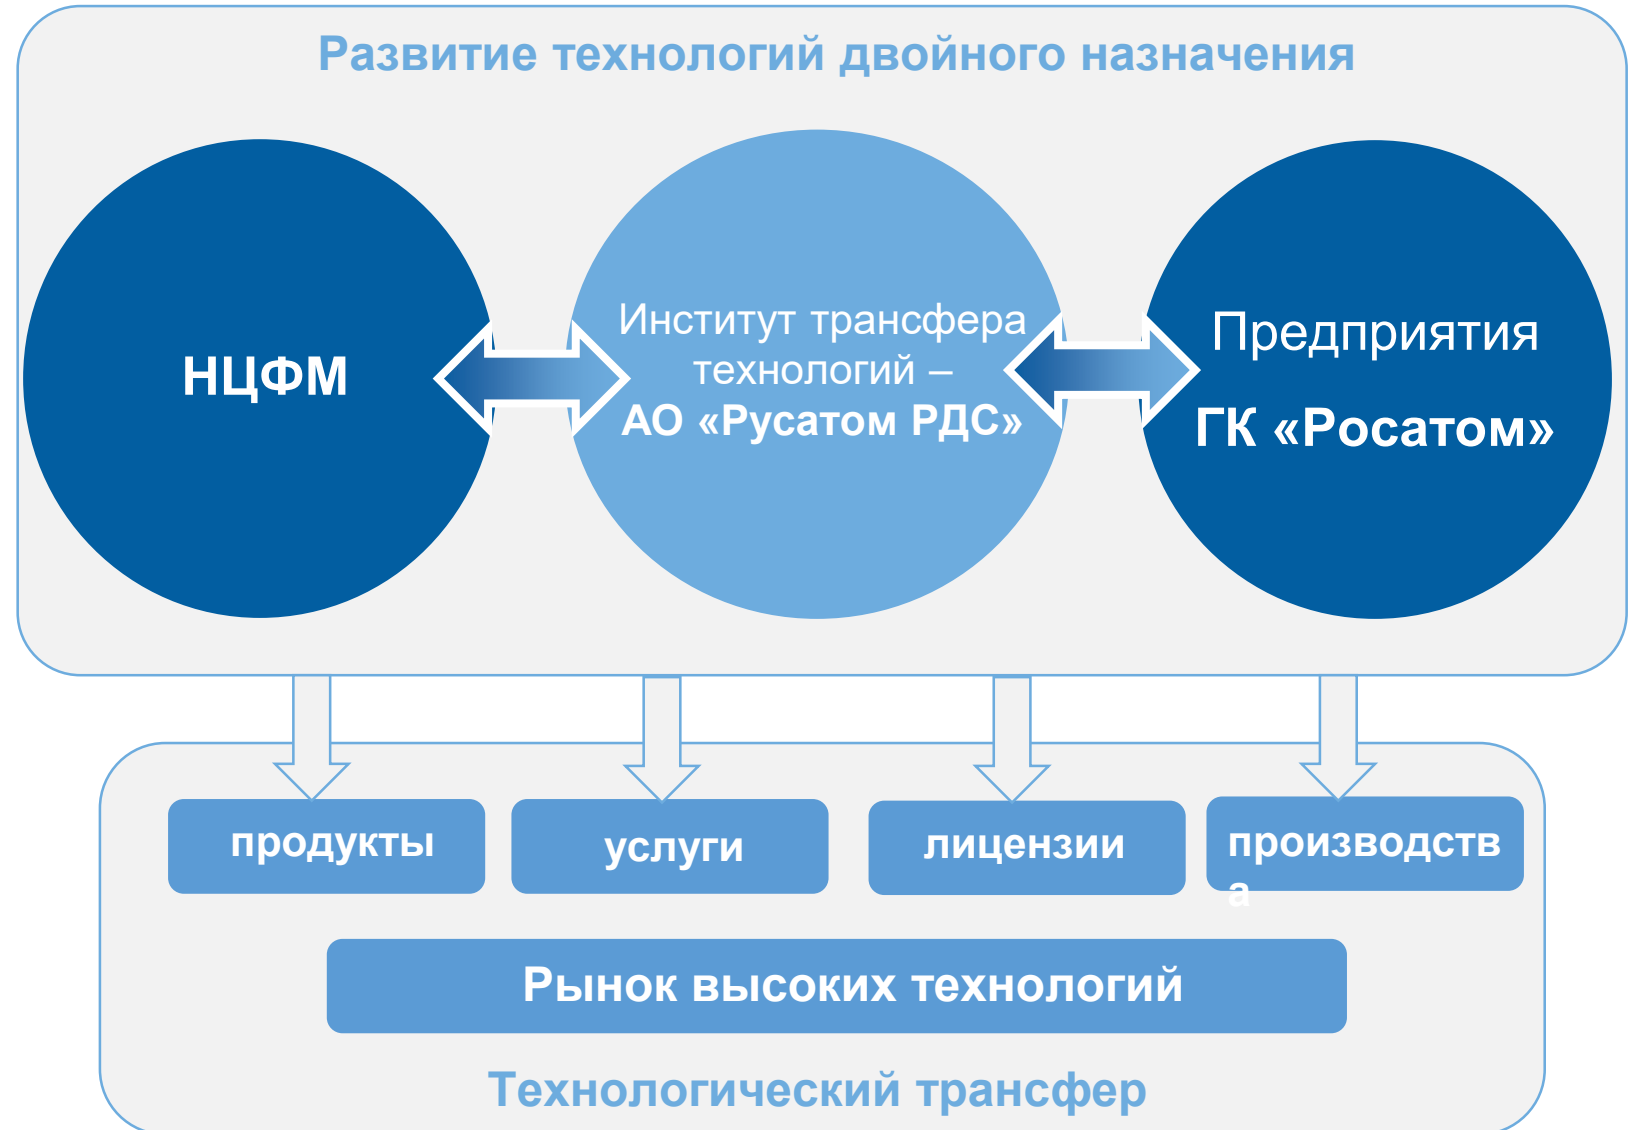 Развитие технологий двойного назначения
НЦФМ
Институт трансфера
технологий –
АО «Русатом РДС»
Предприятия
ГК «Росатом»
продукты
услуги
лицензии
производств
а
Рынок высоких технологий
Технологический трансфер